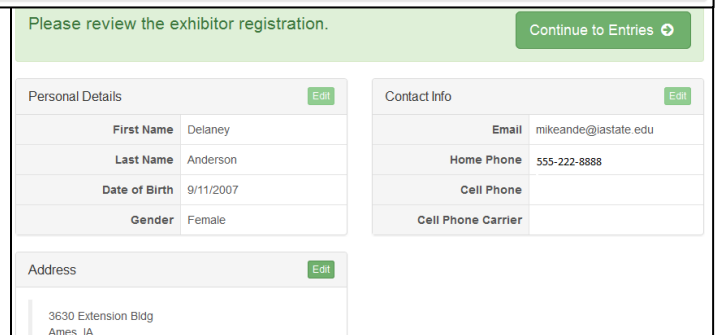 Please review the exhibitor registration.
Continue to Entries
Personal Details
Edit
First Name Delaney
Last Name Anderson
Date of Birth 9/11/2007
Gender Female
Contact Info
Edit
Email mikeande@iastate.edu
Home Phone 555-222-8888
Cell Phone
Cell Phone Carrier
Address
Edit
3630 Extension Bldg
Ames, IA